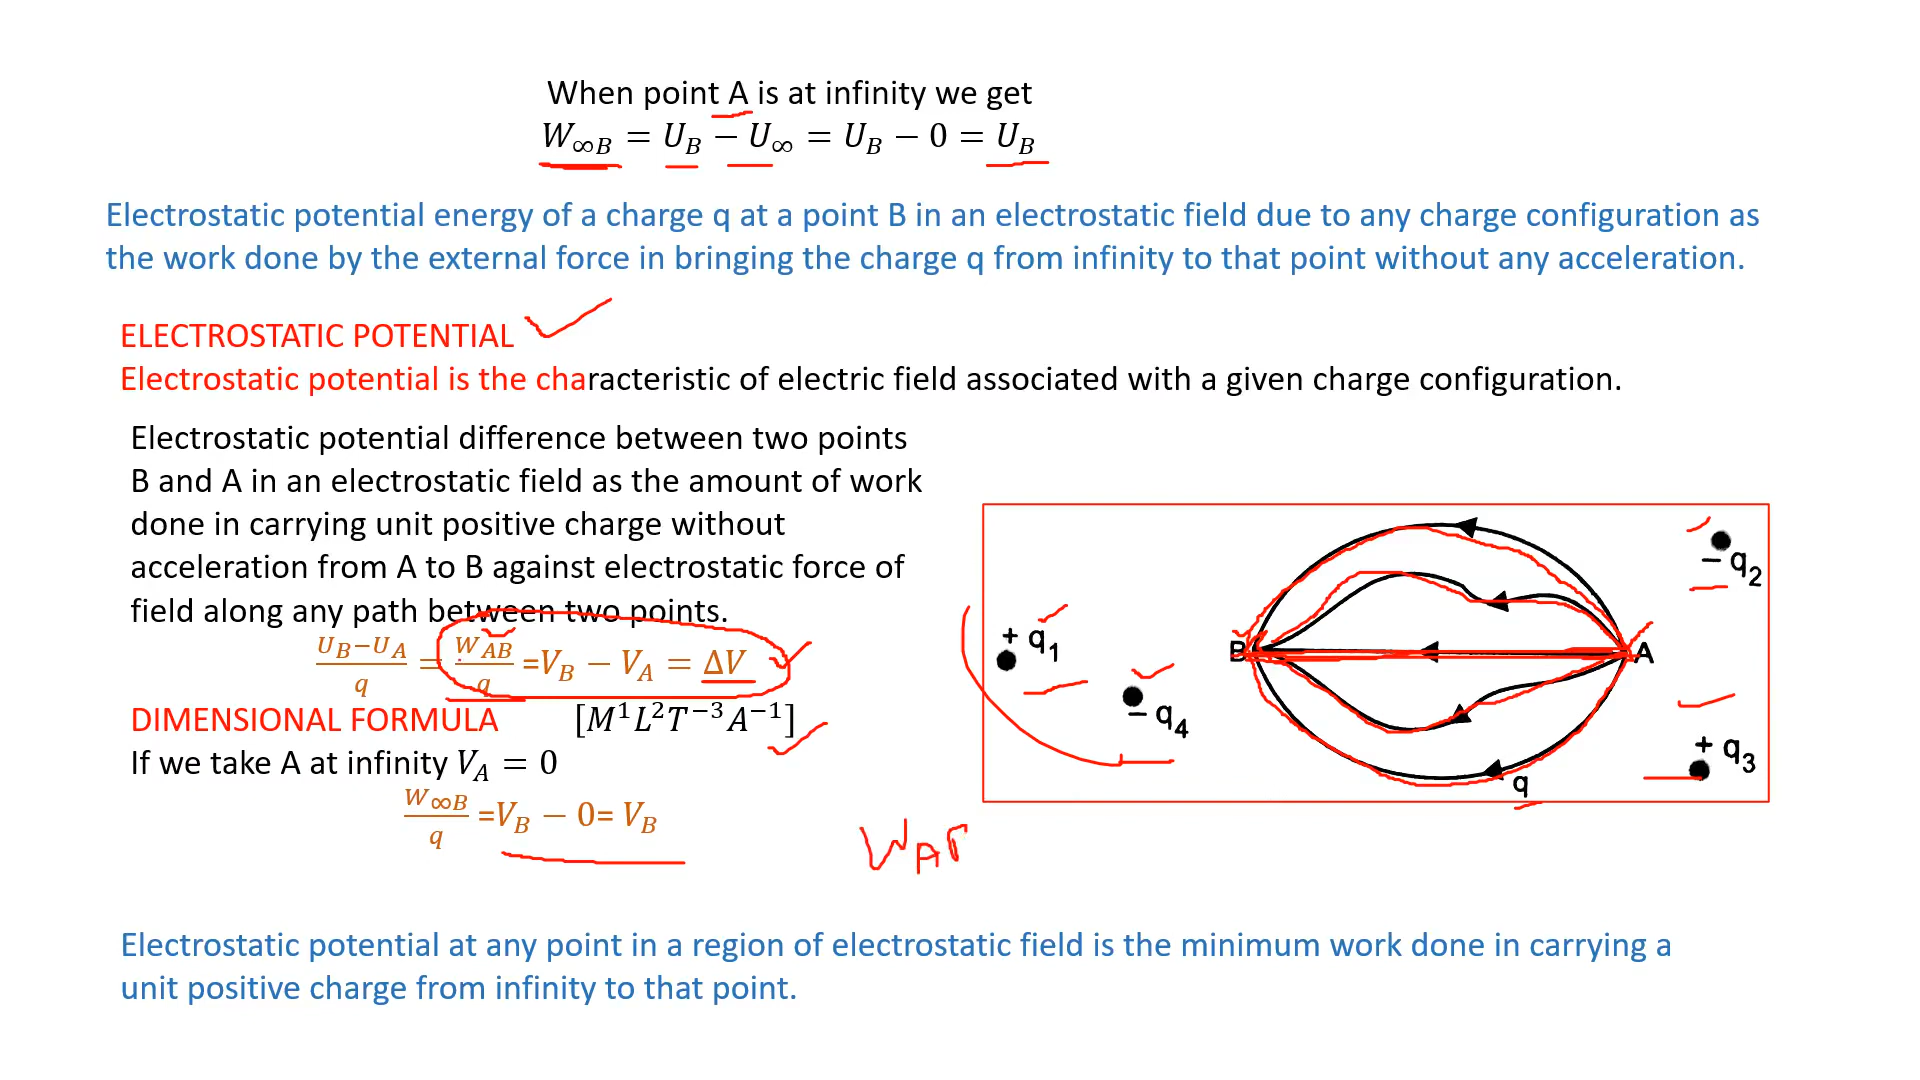 When point A is at infinity we get
W∞B = UB − U∞ = UB − 0 = UB
Electrostatic potential energy of a charge q at a point B in an electrostatic field due to any charge configuration as
the work done by the external force in bringing the charge q from infinity to that point without any acceleration.
ELECTROSTATIC POTENTIAL
Electrostatic potential is the characteristic of electric field associated with a given charge configuration.
Electrostatic potential difference between two points
B and A in an electrostatic field as the amount of work
done in carrying unit positive charge without
acceleration from A to B against electrostatic force of
field along any path between two points.
(UB−UA)/q = WAB/q =VB − VA = ΔV
DIMENSIONAL FORMULA [M¹L²T⁻³A⁻¹]
If we take A at infinity VA = 0
W∞B/q =VB − 0= VB
+ q1
− q4
B
A
− q2
+ q3
q
Electrostatic potential at any point in a region of electrostatic field is the minimum work done in carrying a
unit positive charge from infinity to that point.